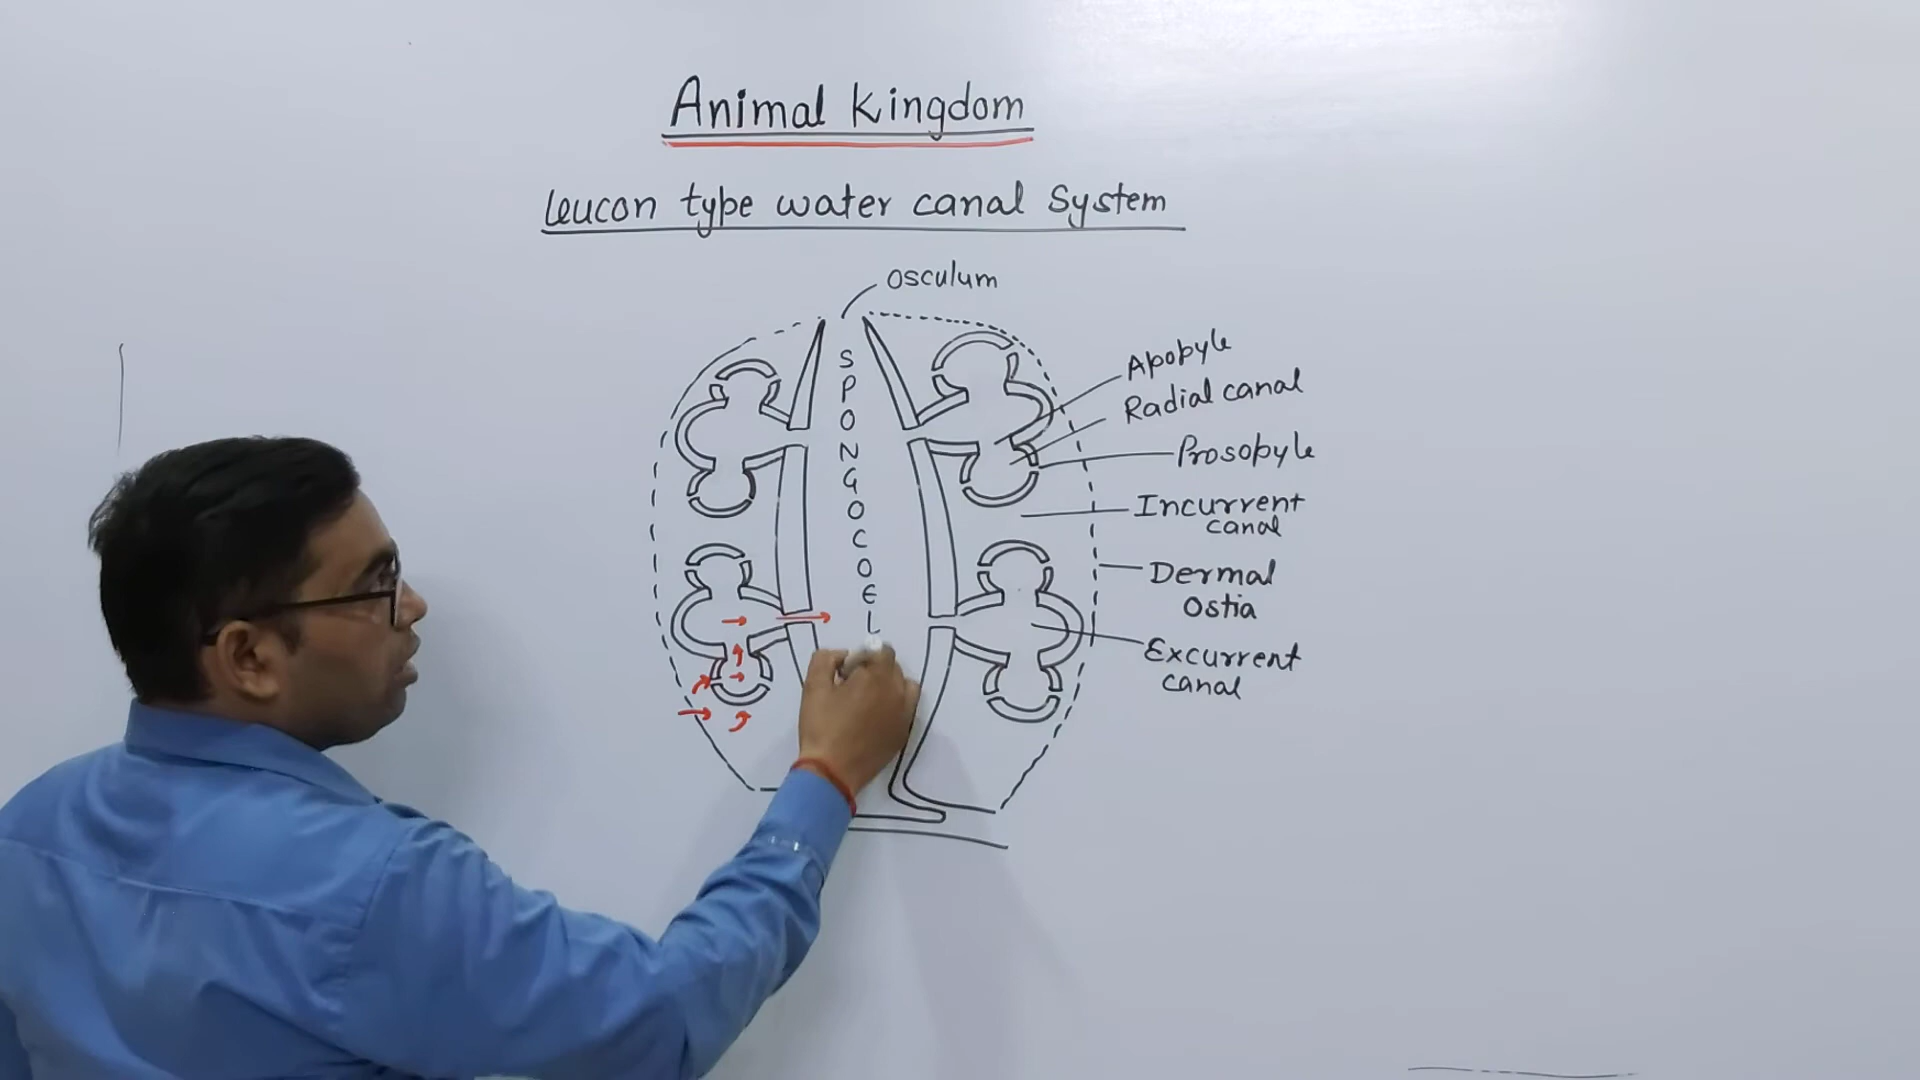 Animal Kingdom
Leucon type water canal System
Osculum
SPONGOCOEL
Apopyle
Radial canal
Prosopyle
Incurrent
canal
Dermal
Ostia
Excurrent
canal